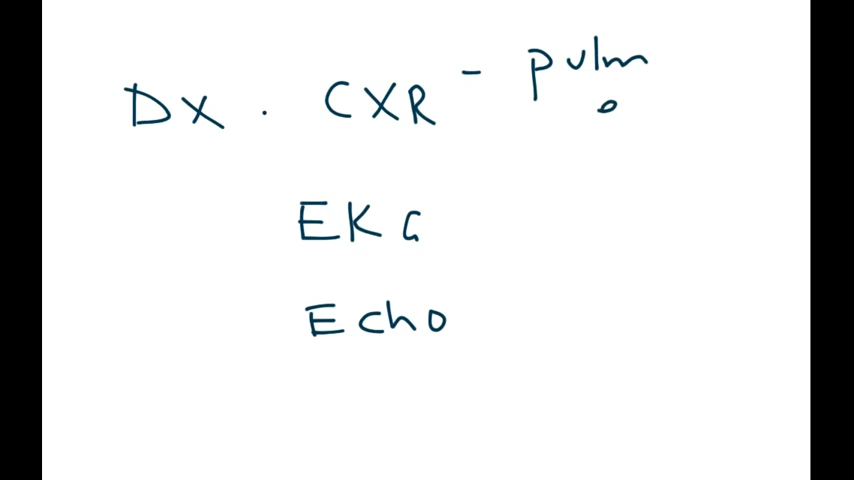 DX . CXR - pulm
o
EKG
Echo